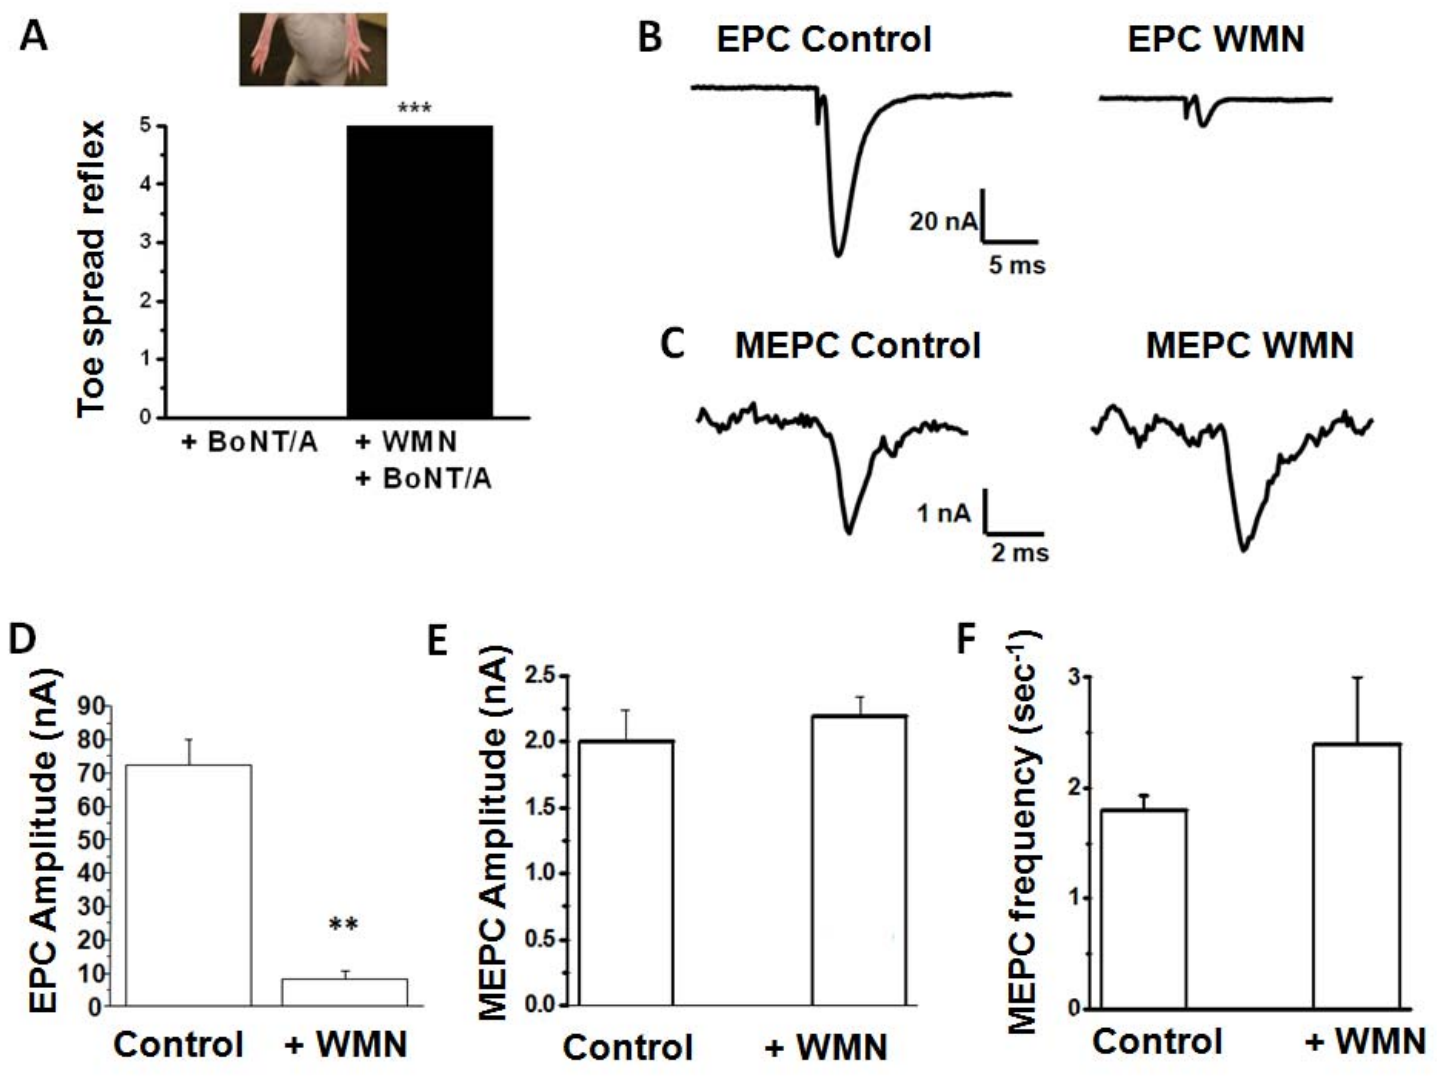 A
***
Toe spread reflex
5
4
3
2
1
0
+ BoNT/A
+ WMN
+ BoNT/A
B
EPC Control
EPC WMN
20 nA
5 ms
C
MEPC Control
MEPC WMN
1 nA
2 ms
D
EPC Amplitude (nA)
90
80
70
60
50
40
30
20
10
0
**
Control
+ WMN
E
MEPC Amplitude (nA)
2.5
2.0
1.5
1.0
0.5
0.0
Control
+ WMN
F
MEPC frequency (sec⁻¹)
3
2
1
0
Control
+ WMN